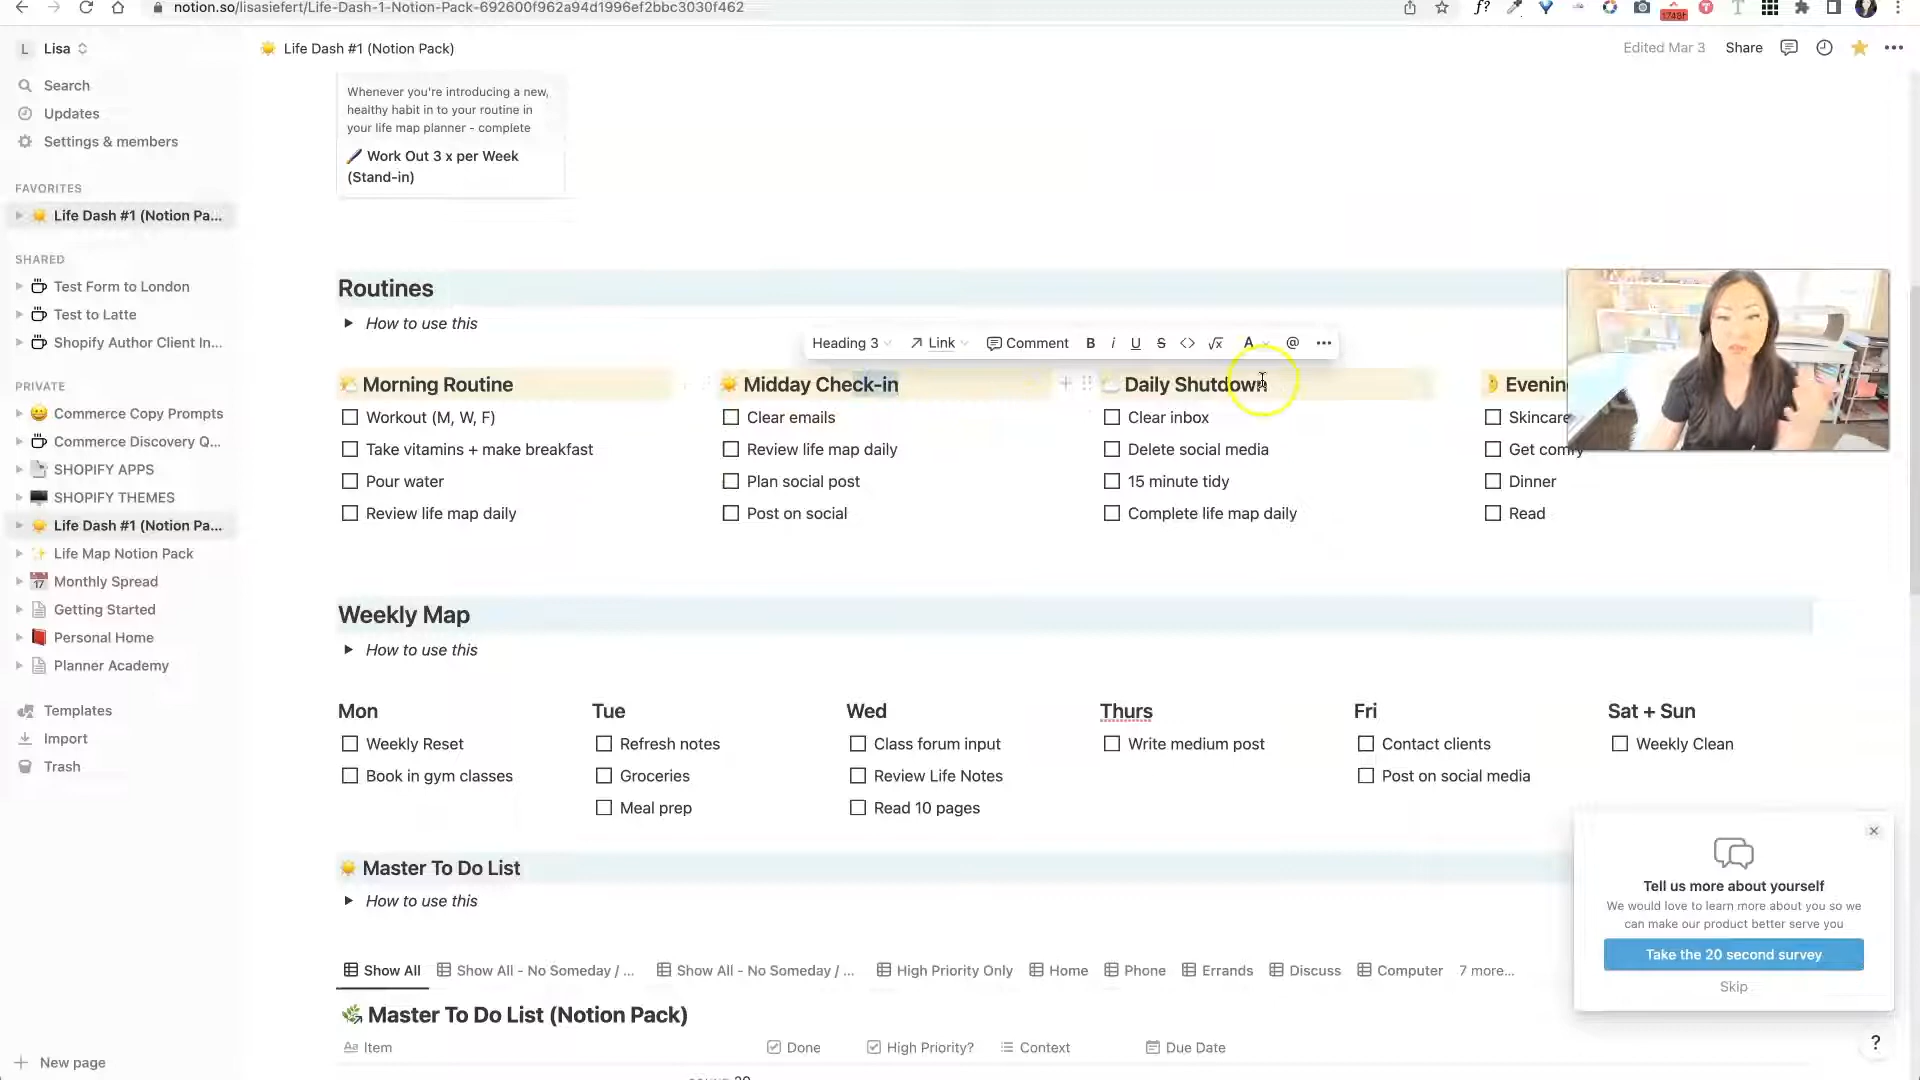 notion.so/lisasiefert/Life-Dash-1-Notion-Pack-692600f962a94d1996ef2bbc3030f462
L Lisa
Life Dash #1 (Notion Pack)
Edited Mar 3
Share
Search
Updates
Settings & members
FAVORITES
Life Dash #1 (Notion Pa...
SHARED
Test Form to London
Test to Latte
Shopify Author Client In...
PRIVATE
Commerce Copy Prompts
Commerce Discovery Q...
SHOPIFY APPS
SHOPIFY THEMES
Life Dash #1 (Notion Pa...
Life Map Notion Pack
Monthly Spread
Getting Started
Personal Home
Planner Academy
Templates
Import
Trash
New page
Whenever you're introducing a new,
healthy habit in to your routine in
your life map planner - complete
Work Out 3 x per Week
(Stand-in)
Routines
How to use this
Heading 3 Link Comment B i U S <> √x A @ •••
Morning Routine
Workout (M, W, F)
Take vitamins + make breakfast
Pour water
Review life map daily
Midday Check-in
Clear emails
Review life map daily
Plan social post
Post on social
Daily Shutdown
Clear inbox
Delete social media
15 minute tidy
Complete life map daily
Evenin
Skincare
Get comfy
Dinner
Read
Weekly Map
How to use this
Mon
Weekly Reset
Book in gym classes
Tue
Refresh notes
Groceries
Meal prep
Wed
Class forum input
Review Life Notes
Read 10 pages
Thurs
Write medium post
Fri
Contact clients
Post on social media
Sat + Sun
Weekly Clean
Master To Do List
How to use this
Show All
Show All - No Someday / ...
Show All - No Someday / ...
High Priority Only
Home
Phone
Errands
Discuss
Computer
7 more...
Master To Do List (Notion Pack)
Aa Item
Done
High Priority?
Context
Due Date
Tell us more about yourself
We would love to learn more about you so we
can make our product better serve you
Take the 20 second survey
Skip
?